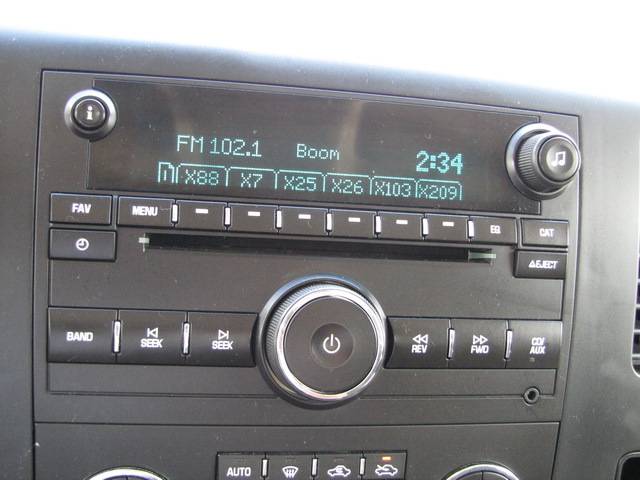 i
FM 102.1 Boom 2:34
X88 X7 X25 X26 X103 X209
FAV MENU EQ CAT
EJECT
BAND SEEK SEEK REV FWD CD/AUX
AUTO